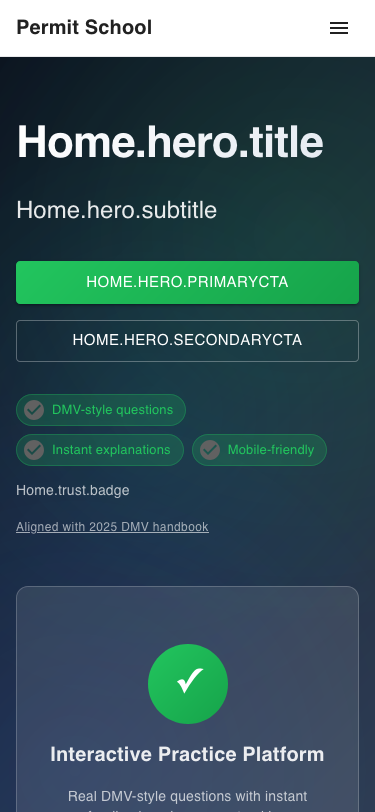 Permit School
Home.hero.title
Home.hero.subtitle
HOME.HERO.PRIMARYCTA
HOME.HERO.SECONDARYCTA
DMV-style questions
Instant explanations
Mobile-friendly
Home.trust.badge
Aligned with 2025 DMV handbook
Interactive Practice Platform
Real DMV-style questions with instant